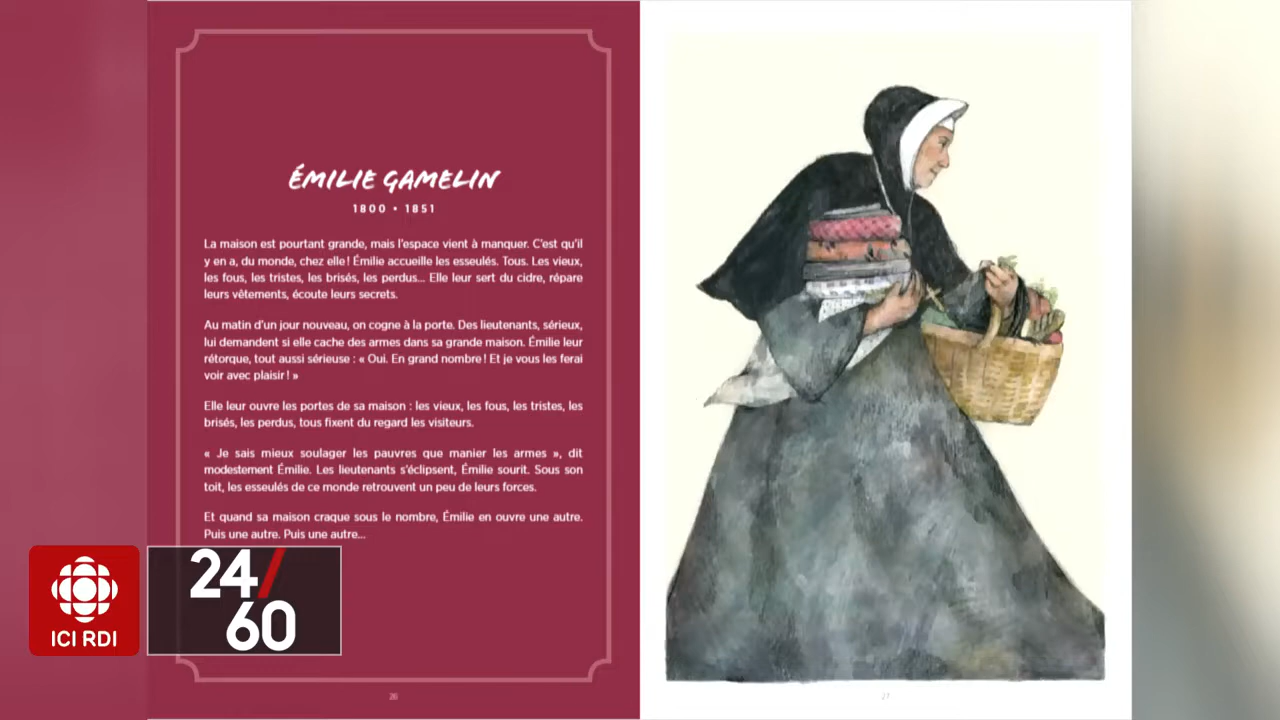 ÉMILIE GAMELIN
1800 • 1851
La maison est pourtant grande, mais l'espace vient à manquer. C'est qu'il
y en a, du monde, chez elle ! Émilie accueille les esseulés. Tous. Les vieux,
les fous, les tristes, les brisés, les perdus... Elle leur sert du cidre, répare
leurs vêtements, écoute leurs secrets.
Au matin d'un jour nouveau, on cogne à la porte. Des lieutenants, sérieux,
lui demandent si elle cache des armes dans sa grande maison. Émilie leur
rétorque, tout aussi sérieuse : « Oui. En grand nombre ! Et je vous les ferai
voir avec plaisir ! »
Elle leur ouvre les portes de sa maison : les vieux, les fous, les tristes, les
brisés, les perdus, tous fixent du regard les visiteurs.
« Je sais mieux soulager les pauvres que manier les armes », dit
modestement Émilie. Les lieutenants s'éclipsent, Émilie sourit. Sous son
toit, les esseulés de ce monde retrouvent un peu de leurs forces.
Et quand sa maison craque sous le nombre, Émilie en ouvre une autre.
Puis une autre. Puis une autre...
26
27
ICI RDI
24/
60